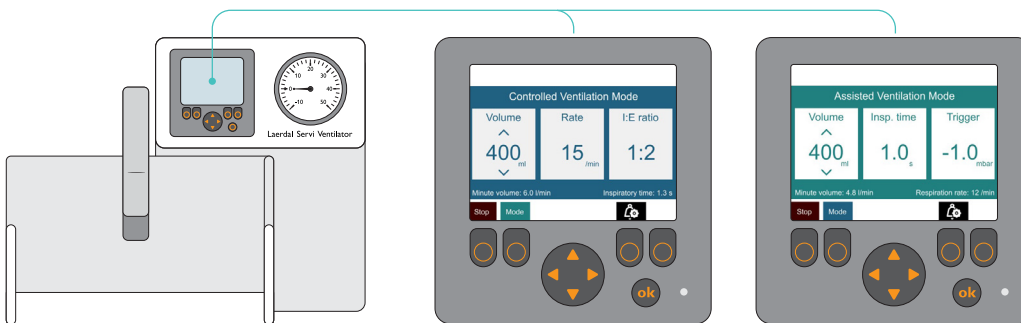 20
10
30
0
40
-10
50
Laerdal Servi Ventilator
Controlled Ventilation Mode
Volume
Rate
I:E ratio
400 ml
15 /min
1:2
Minute volume: 6.0 l/min
Inspiratory time: 1.3 s
Stop
Mode
ok
Assisted Ventilation Mode
Volume
Insp. time
Trigger
400 ml
1.0 s
-1.0 mbar
Minute volume: 4.8 l/min
Respiration rate: 12 /min
Stop
Mode
ok